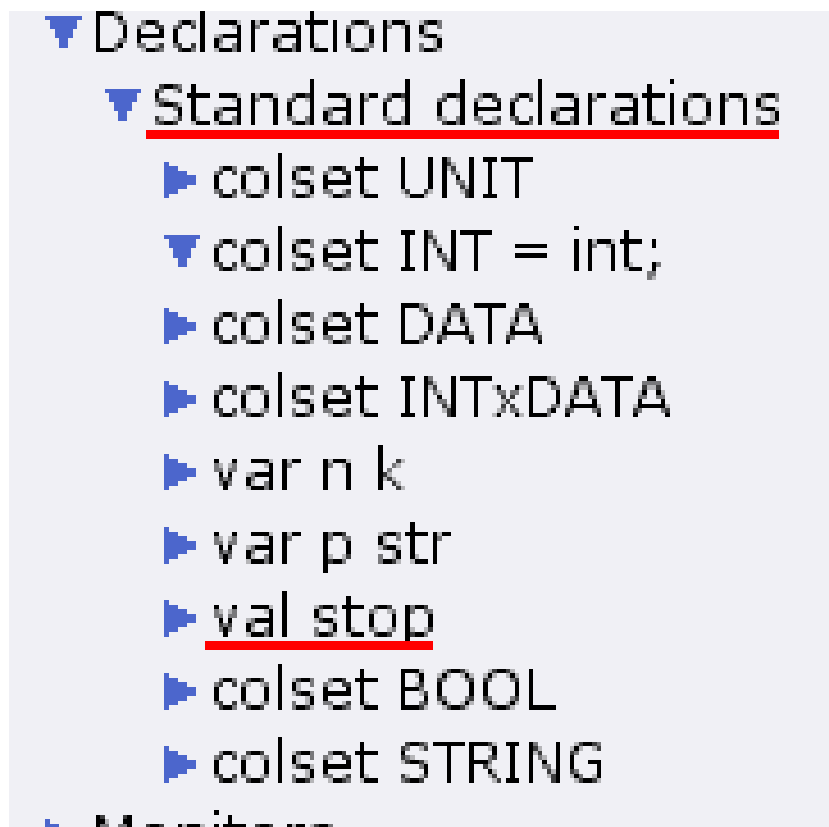 Declarations
Standard declarations
colset UNIT
colset INT = int;
colset DATA
colset INTxDATA
var n k
var p str
val stop
colset BOOL
colset STRING
Monitors